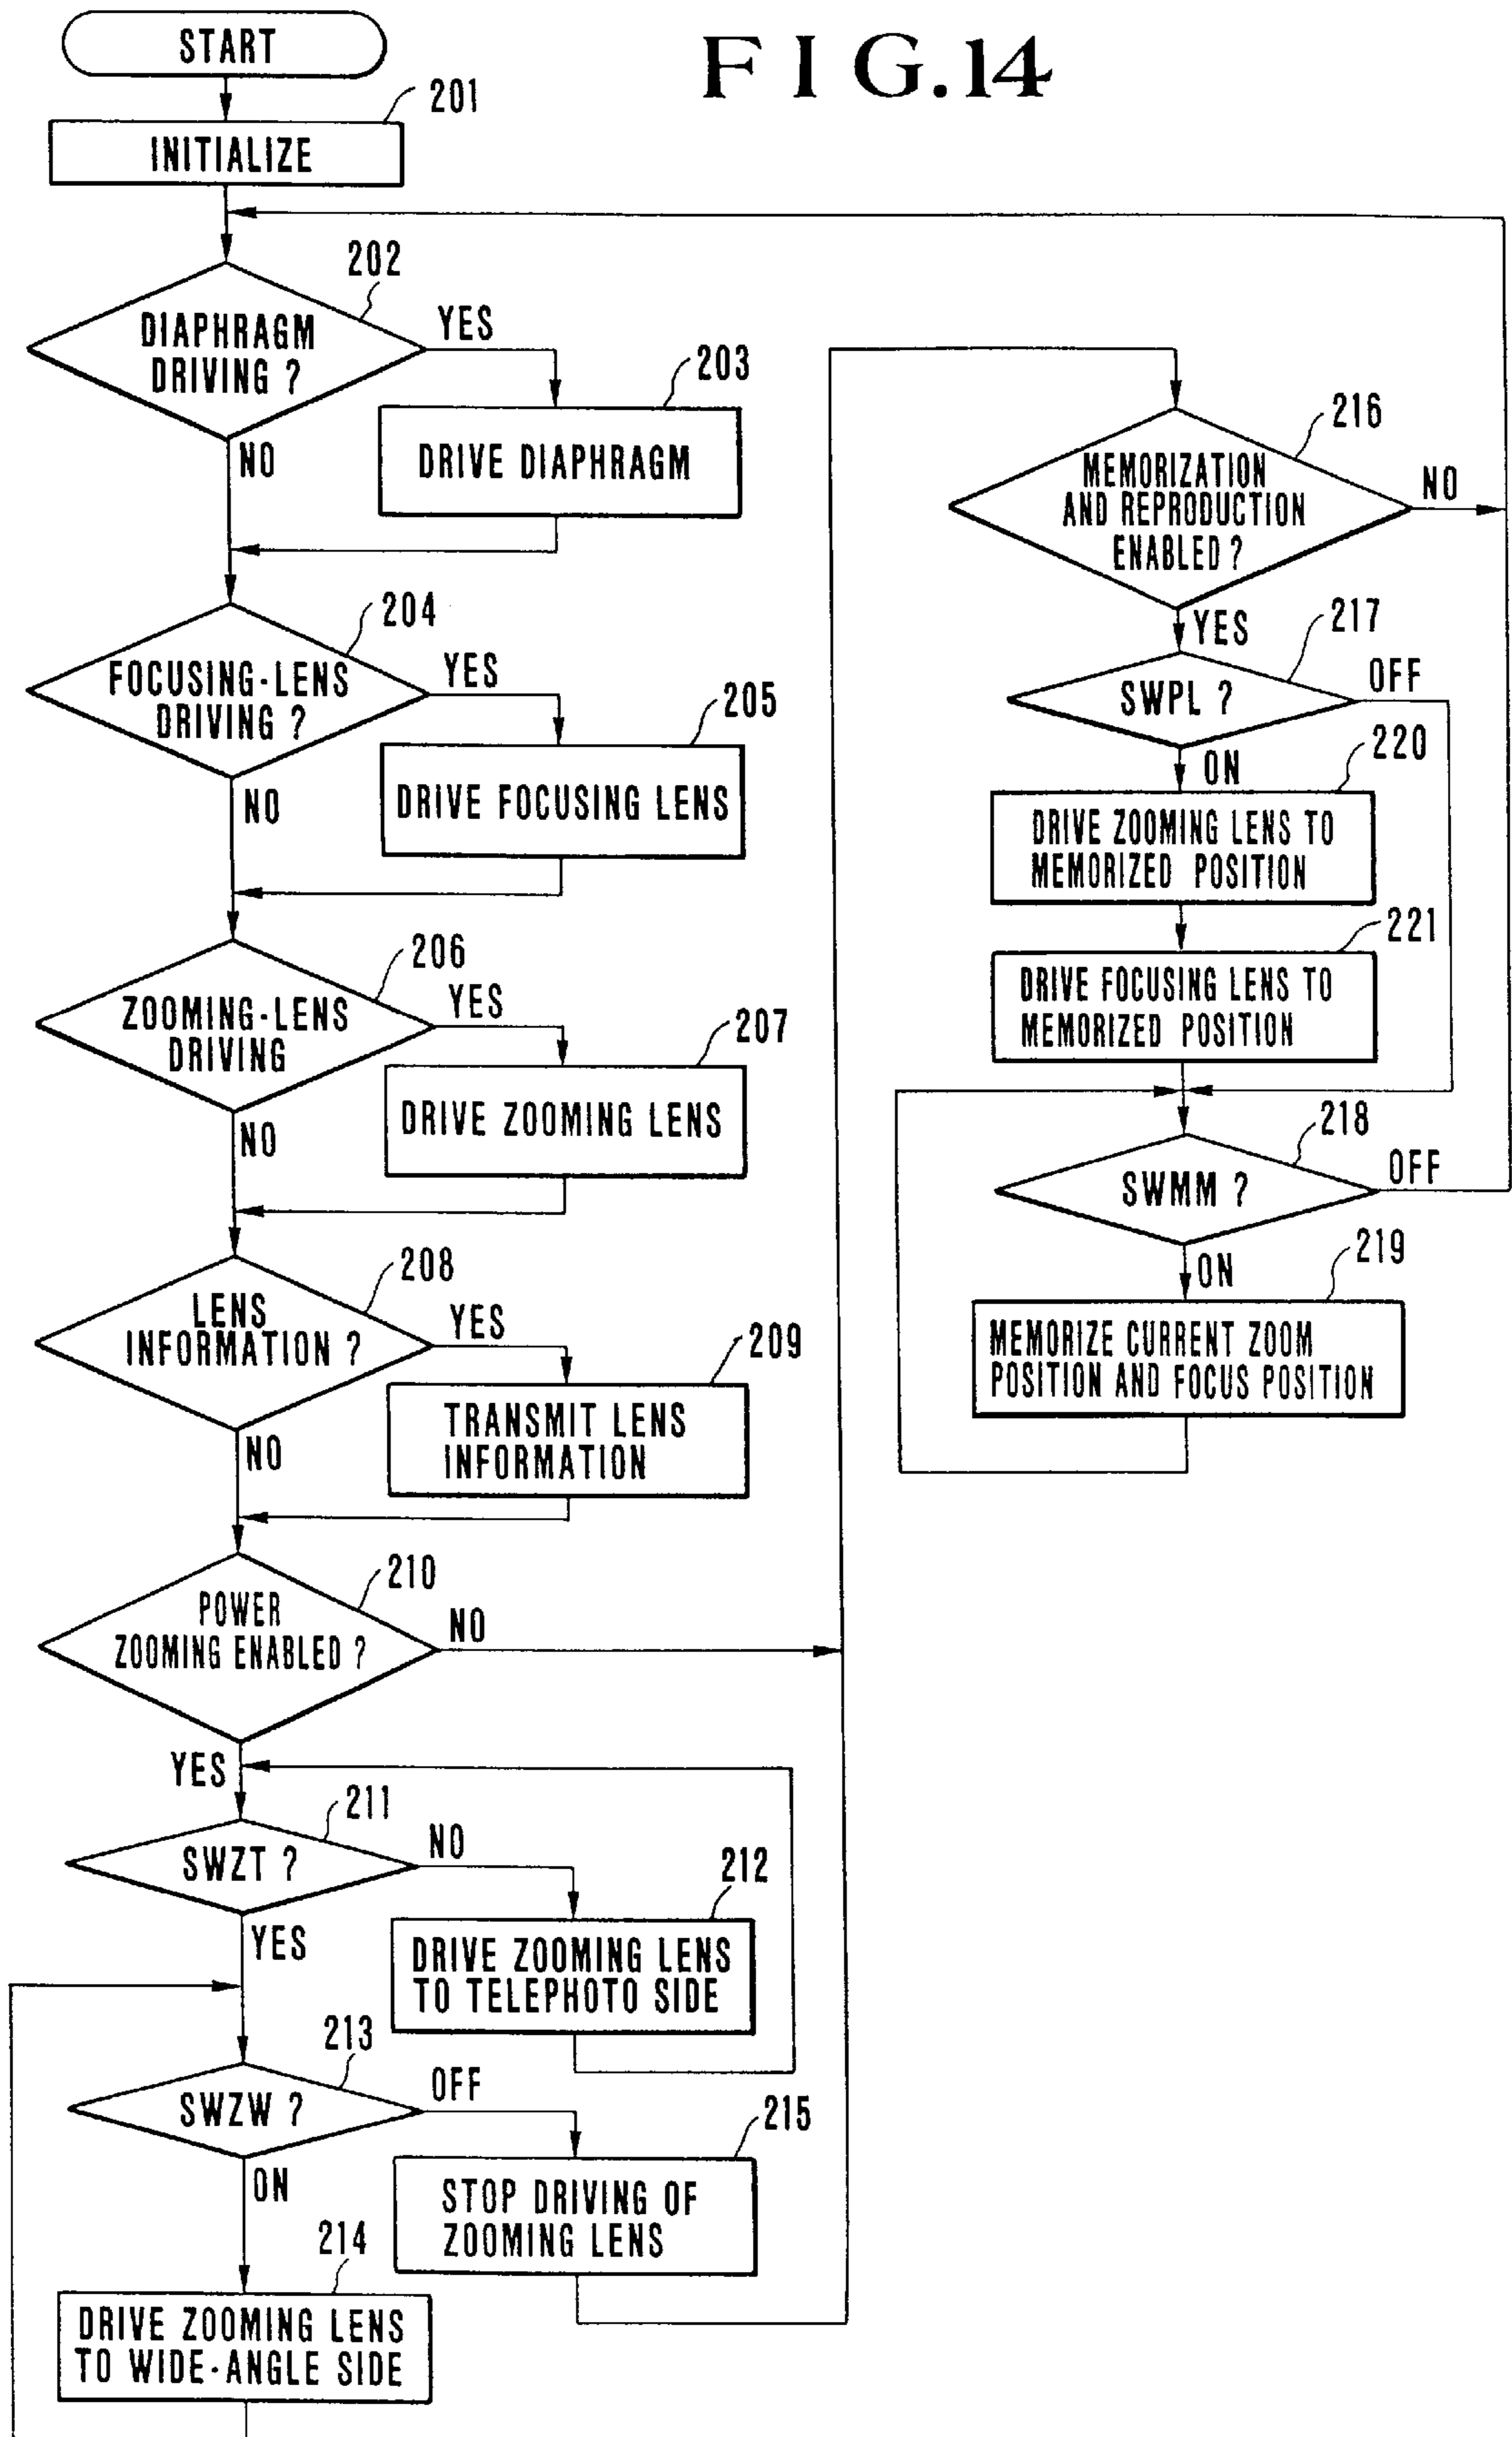 FIG.14
START
201
INITIALIZE
202
DIAPHRAGM
DRIVING ?
YES
NO
203
DRIVE DIAPHRAGM
204
FOCUSING-LENS
DRIVING ?
YES
NO
205
DRIVE FOCUSING LENS
206
ZOOMING-LENS
DRIVING
YES
NO
207
DRIVE ZOOMING LENS
208
LENS
INFORMATION ?
YES
NO
209
TRANSMIT LENS
INFORMATION
210
POWER
ZOOMING ENABLED ?
NO
YES
211
SWZT ?
NO
YES
212
DRIVE ZOOMING LENS
TO TELEPHOTO SIDE
213
SWZW ?
OFF
ON
215
STOP DRIVING OF
ZOOMING LENS
214
DRIVE ZOOMING LENS
TO WIDE-ANGLE SIDE
216
MEMORIZATION
AND REPRODUCTION
ENABLED ?
NO
YES
217
SWPL ?
OFF
ON
220
DRIVE ZOOMING LENS TO
MEMORIZED POSITION
221
DRIVE FOCUSING LENS TO
MEMORIZED POSITION
218
SWMM ?
OFF
ON
219
MEMORIZE CURRENT ZOOM
POSITION AND FOCUS POSITION